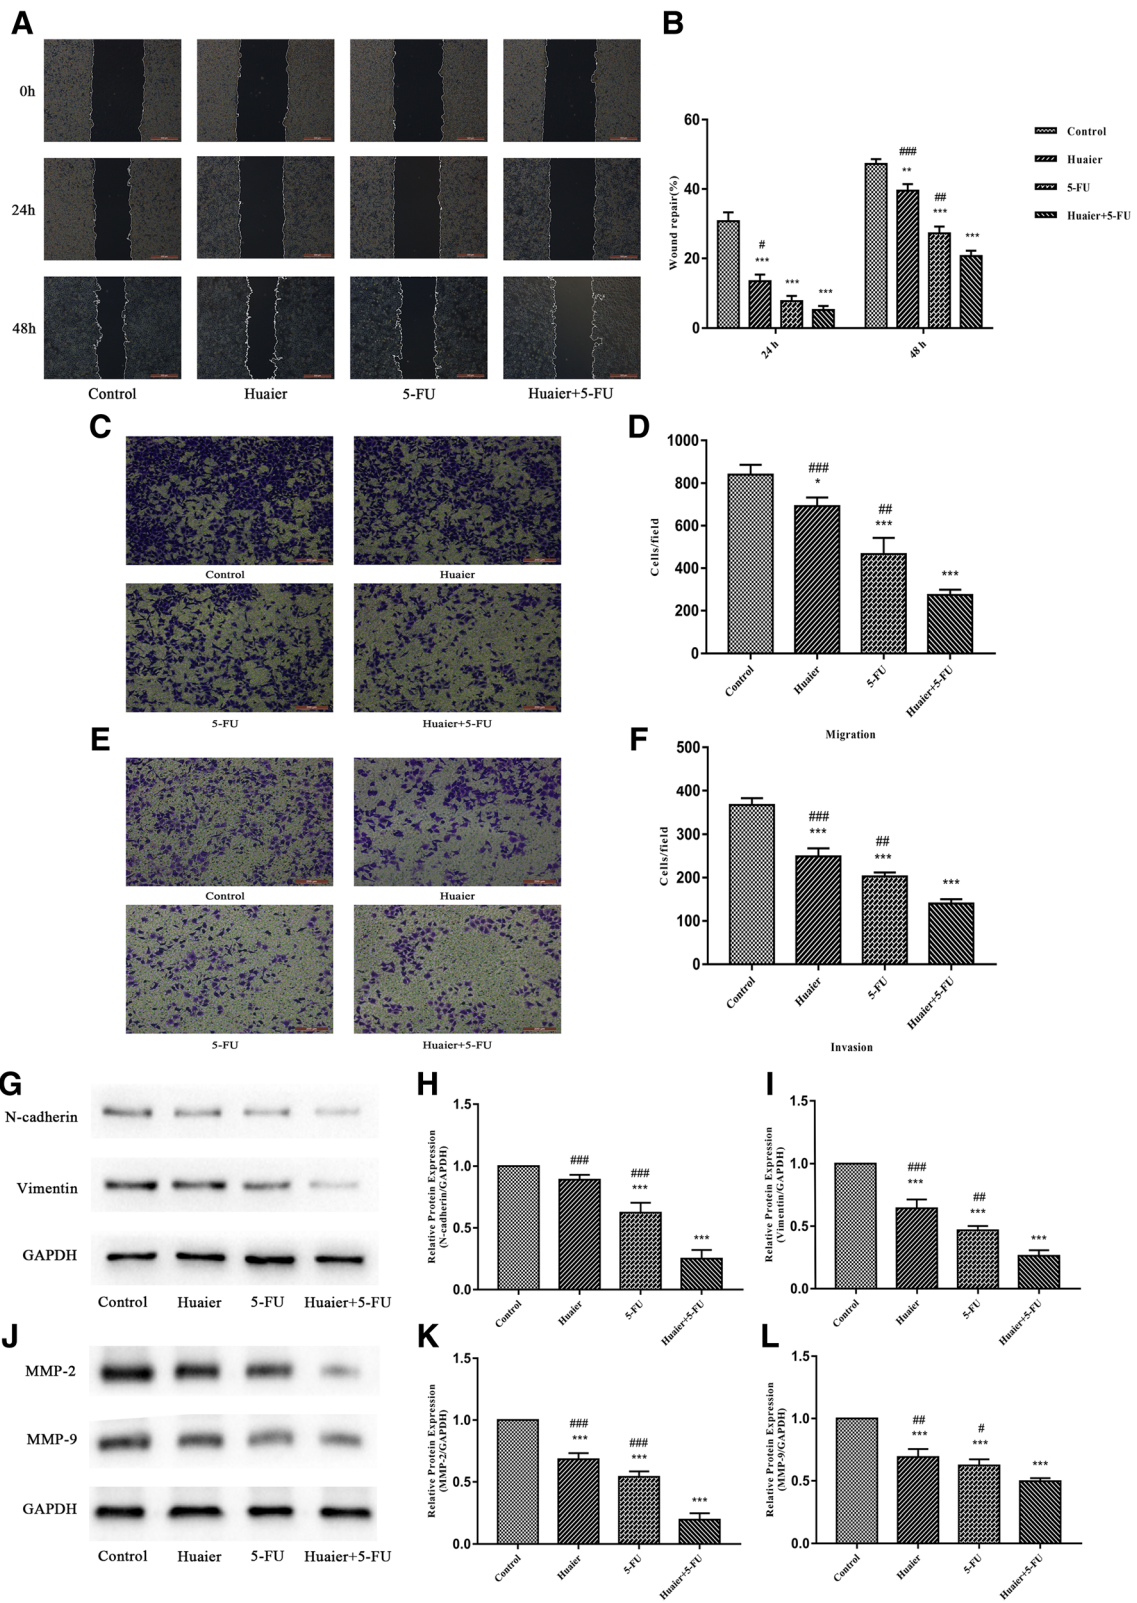 A
0h
24h
48h
Control Huaier 5-FU Huaier+5-FU
B
Wound repair(%)
60
40
20
0
#
***
***
***
###
**
##
***
***
24 h
48 h
Control
Huaier
5-FU
Huaier+5-FU
C
Control Huaier
5-FU Huaier+5-FU
D
Cells/field
1000
800
600
400
200
0
###
*
##
***
***
Control
Huaier
5-FU
Huaier+5-FU
Migration
E
Control Huaier
5-FU Huaier+5-FU
F
Cells/field
500
400
300
200
100
0
###
***
##
***
***
Control
Huaier
5-FU
Huaier+5-FU
Invasion
G
N-cadherin
Vimentin
GAPDH
Control Huaier 5-FU Huaier+5-FU
H
Relative Protein Expression
(N-cadherin/GAPDH)
1.5
1.0
0.5
0.0
###
###
***
***
Control
Huaier
5-FU
Huaier+5-FU
I
Relative Protein Expression
(Vimentin/GAPDH)
1.5
1.0
0.5
0.0
###
***
##
***
***
Control
Huaier
5-FU
Huaier+5-FU
J
MMP-2
MMP-9
GAPDH
Control Huaier 5-FU Huaier+5-FU
K
Relative Protein Expression
(MMP-2/GAPDH)
1.5
1.0
0.5
0.0
###
***
###
***
***
Control
Huaier
5-FU
Huaier+5-FU
L
Relative Protein Expression
(MMP-9/GAPDH)
1.5
1.0
0.5
0.0
##
***
#
***
***
Control
Huaier
5-FU
Huaier+5-FU